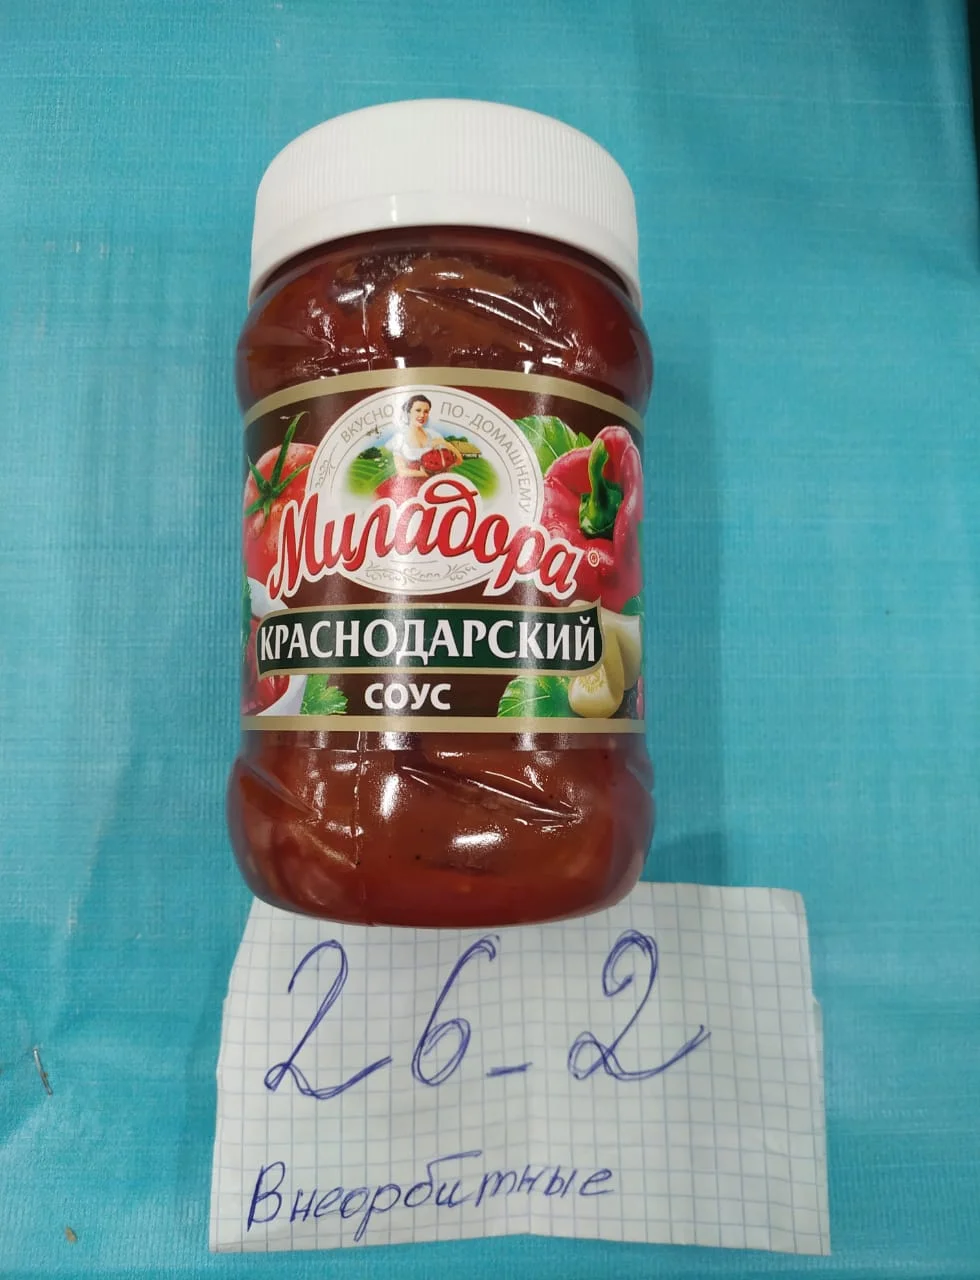 ВКУСНО ПО-ДОМАШНЕМУ
Миладора®
КРАСНОДАРСКИЙ
СОУС
26-2
Внеорбитные